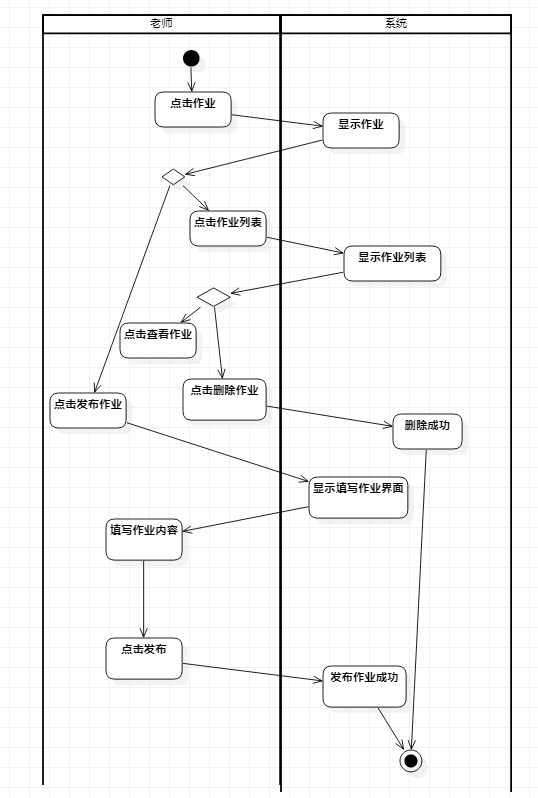 老师
系统
点击作业
显示作业
点击作业列表
显示作业列表
点击查看作业
点击删除作业
点击发布作业
删除成功
显示填写作业界面
填写作业内容
点击发布
发布作业成功